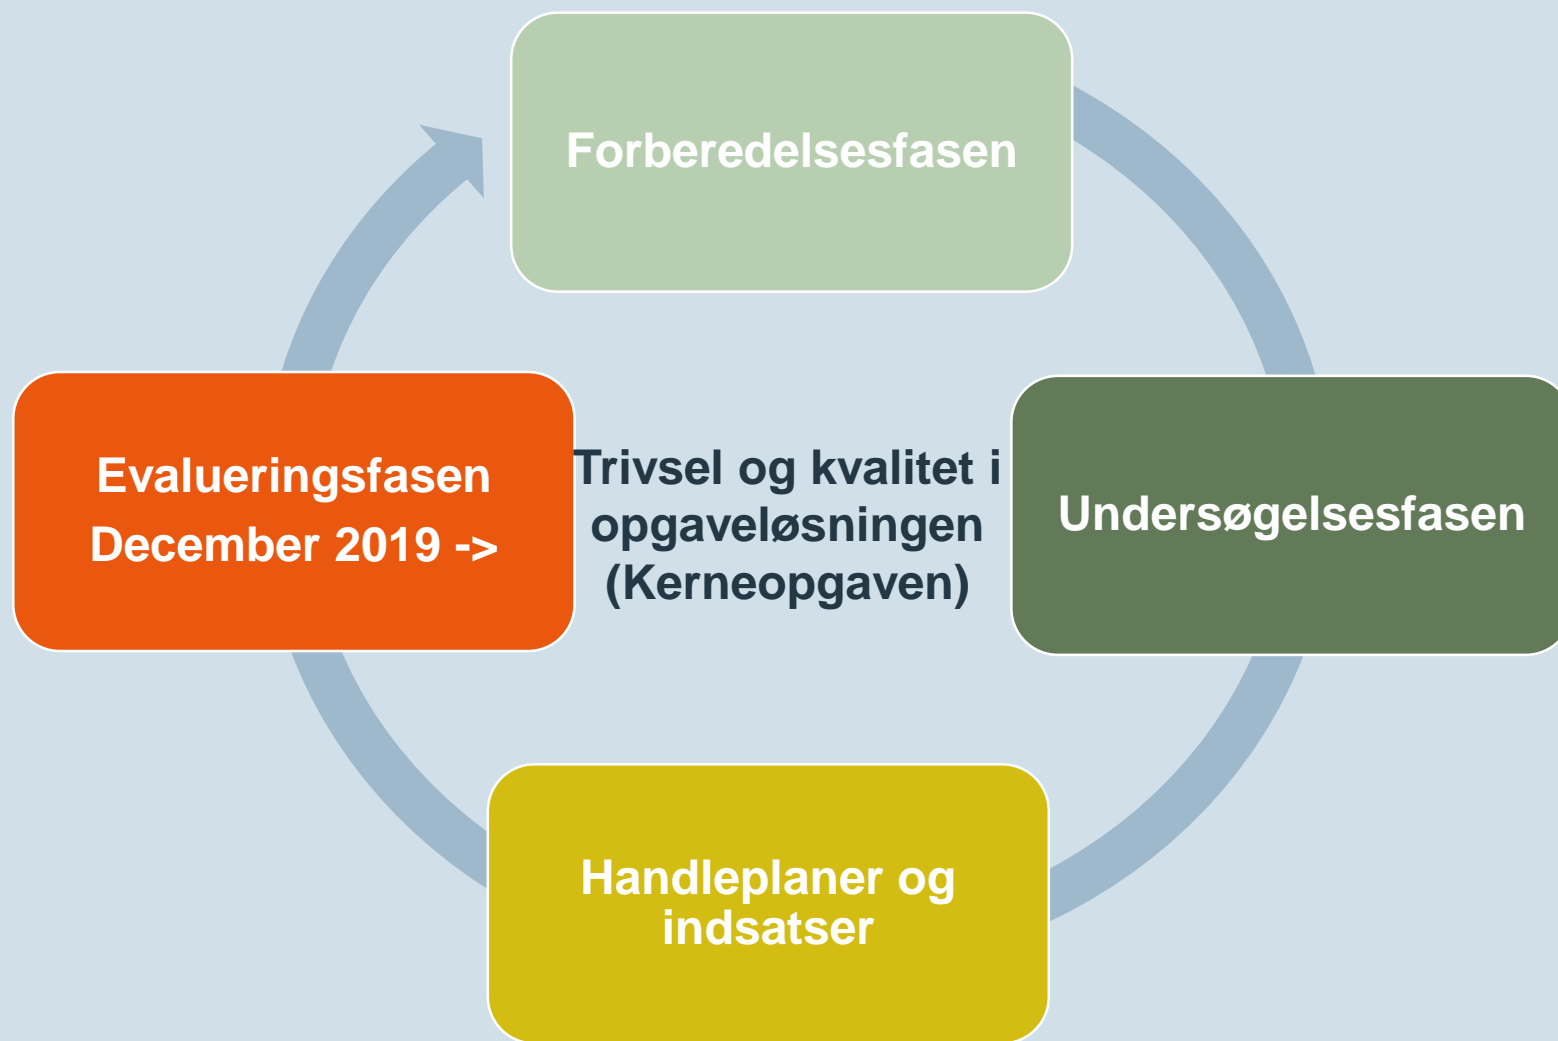 Forberedelsesfasen
Evalueringsfasen
December 2019 ->
Trivsel og kvalitet i
opgaveløsningen
(Kerneopgaven)
Undersøgelsesfasen
Handleplaner og
indsatser